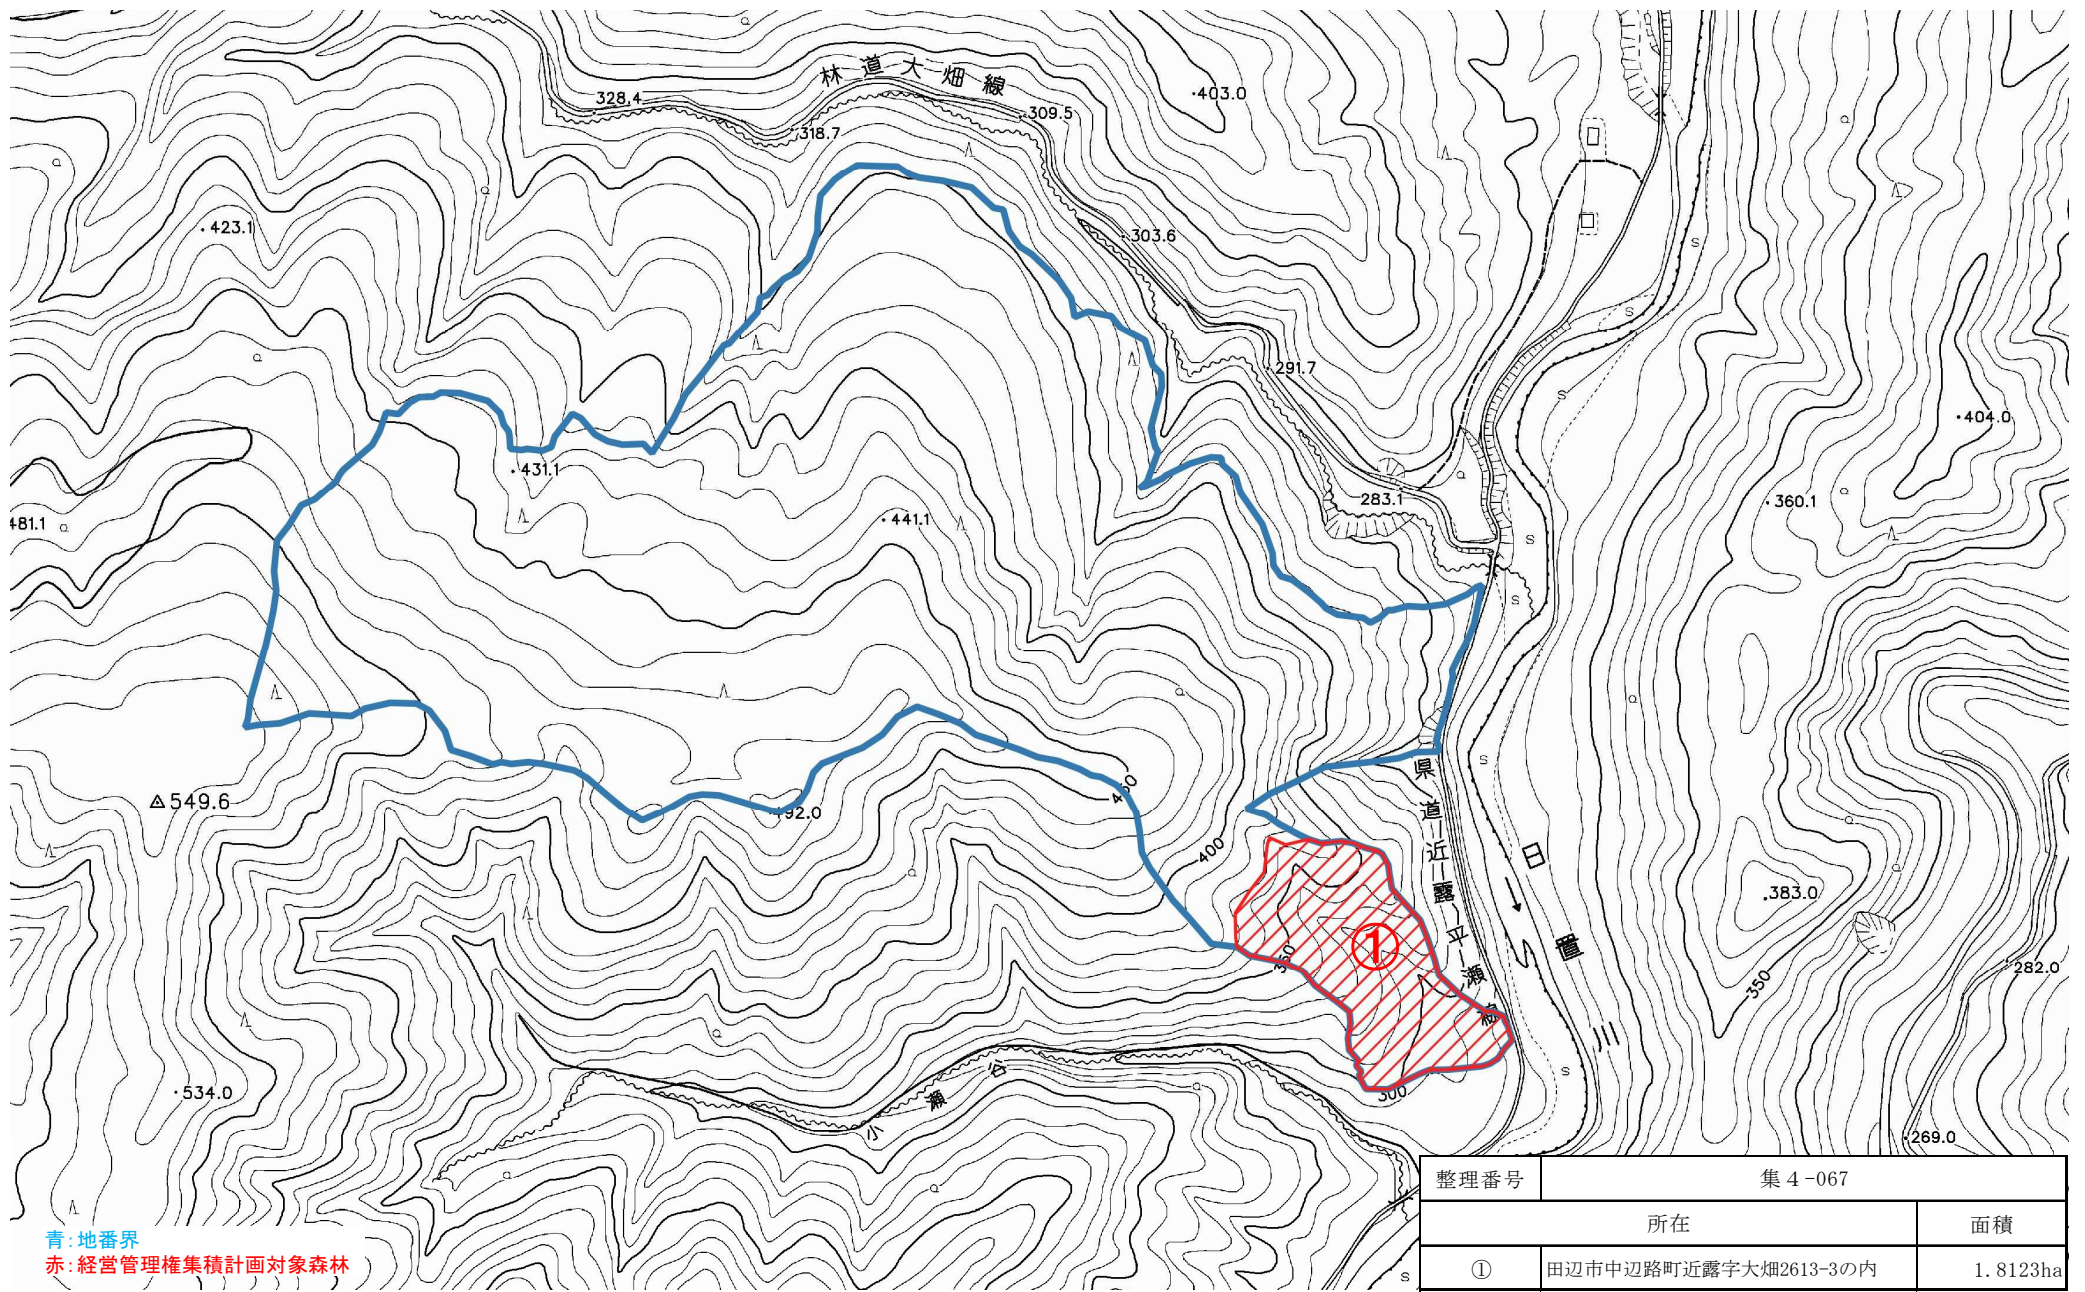 林道大畑線
328.4
318.7
309.5
403.0
303.6
423.1
291.7
404.0
431.1
283.1
360.1
481.1
441.1
549.6
492.0
450
400
県道近露平瀬線
日置川
383.0
350
350
282.0
①
534.0
小瀬谷
300
269.0
整理番号 集４-067
所在 面積
① 田辺市中辺路町近露字大畑2613-3の内 1.8123ha
青：地番界
赤：経営管理権集積計画対象森林